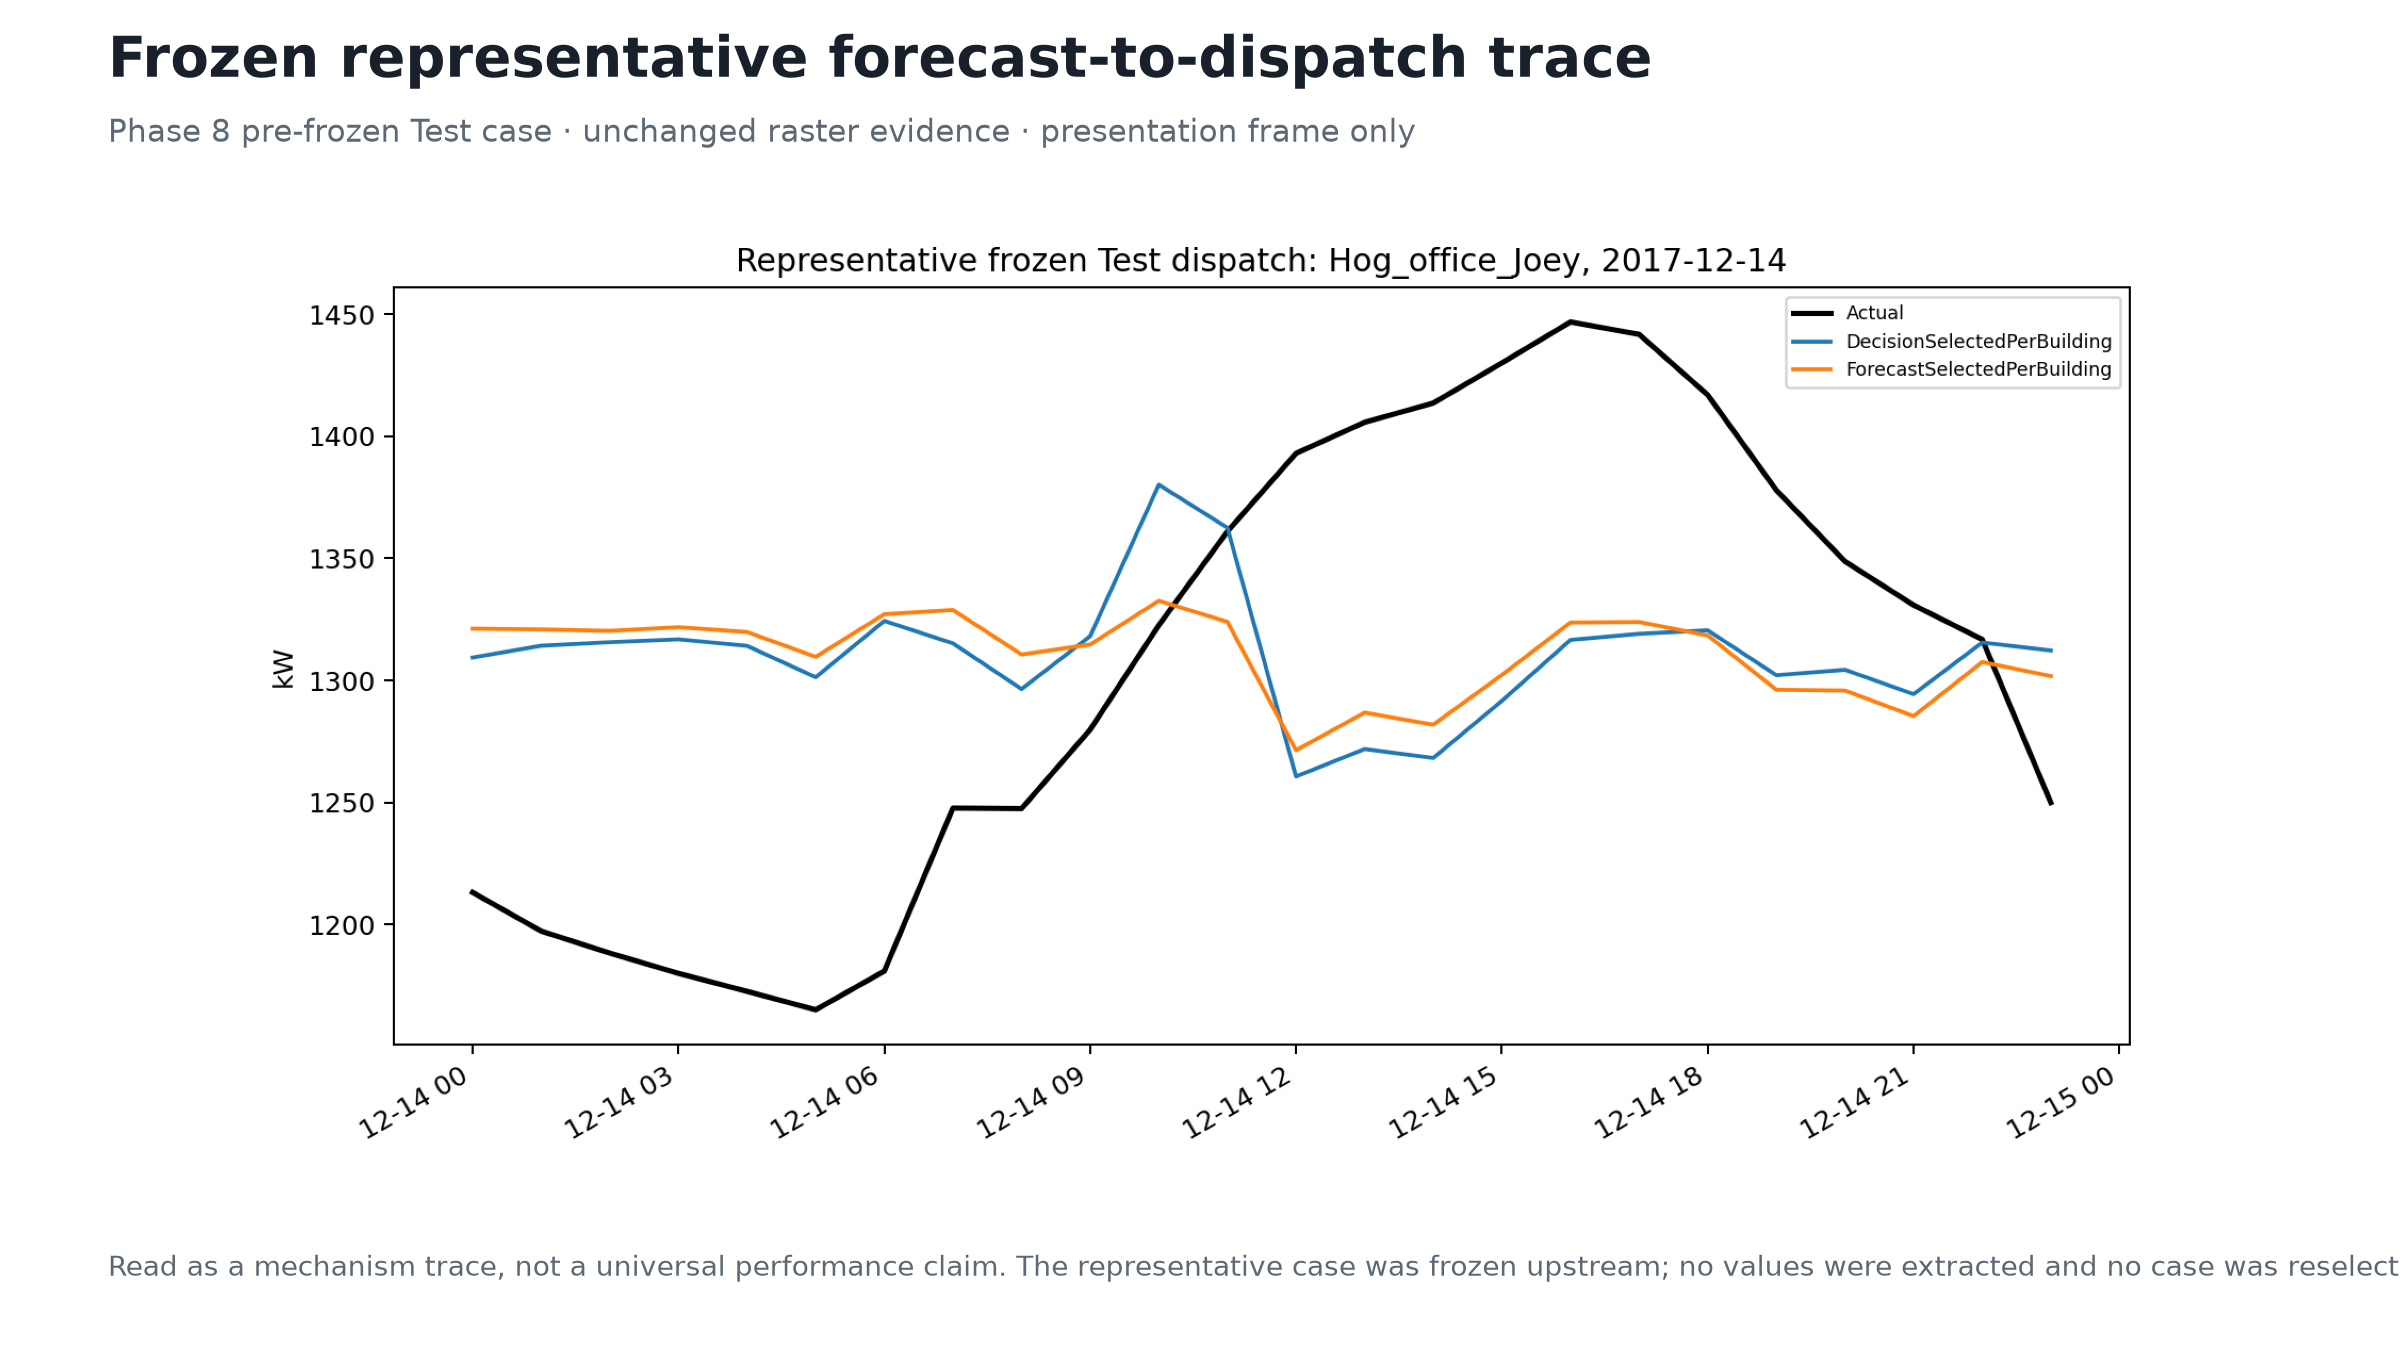 Frozen representative forecast-to-dispatch trace
Phase 8 pre-frozen Test case · unchanged raster evidence · presentation frame only
Representative frozen Test dispatch: Hog_office_Joey, 2017-12-14
Actual
DecisionSelectedPerBuilding
ForecastSelectedPerBuilding
1450
1400
1350
1300
1250
1200
kW
12-14 00
12-14 03
12-14 06
12-14 09
12-14 12
12-14 15
12-14 18
12-14 21
12-15 00
Read as a mechanism trace, not a universal performance claim. The representative case was frozen upstream; no values were extracted and no case was reselect